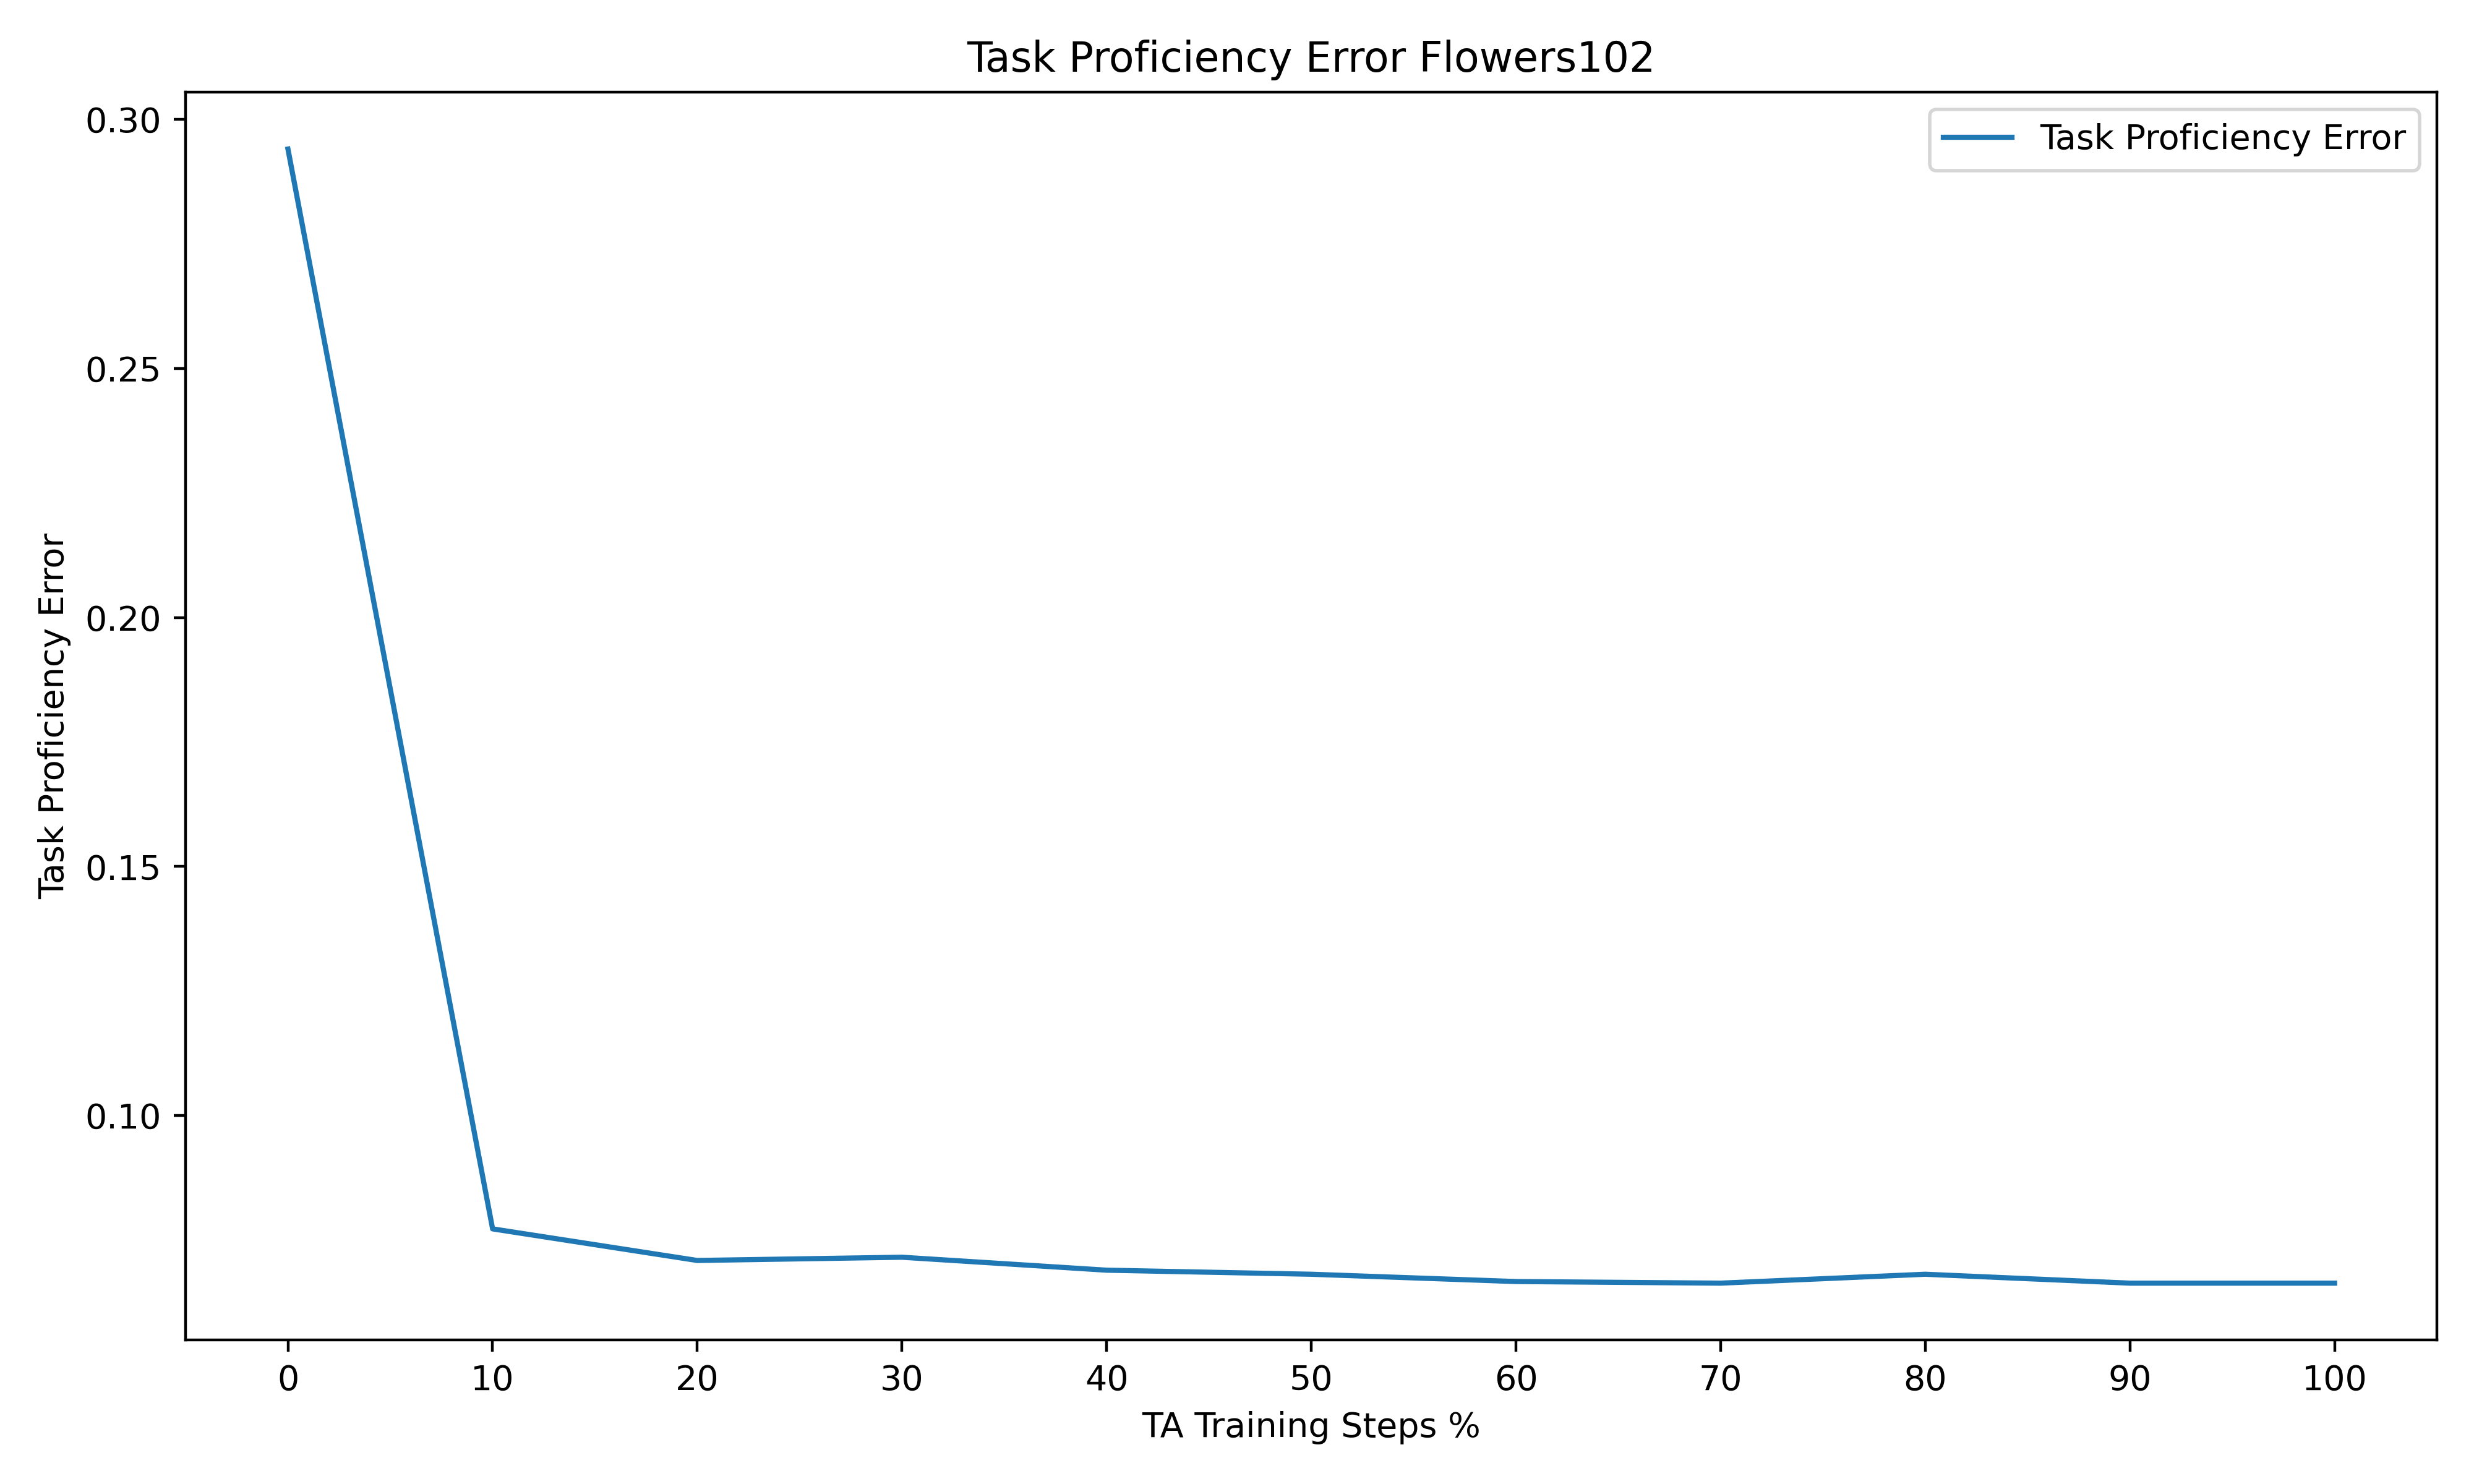 Task Proficiency Error Flowers102
Task Proficiency Error
Task Proficiency Error
0.30
0.25
0.20
0.15
0.10
0 10 20 30 40 50 60 70 80 90 100
TA Training Steps %